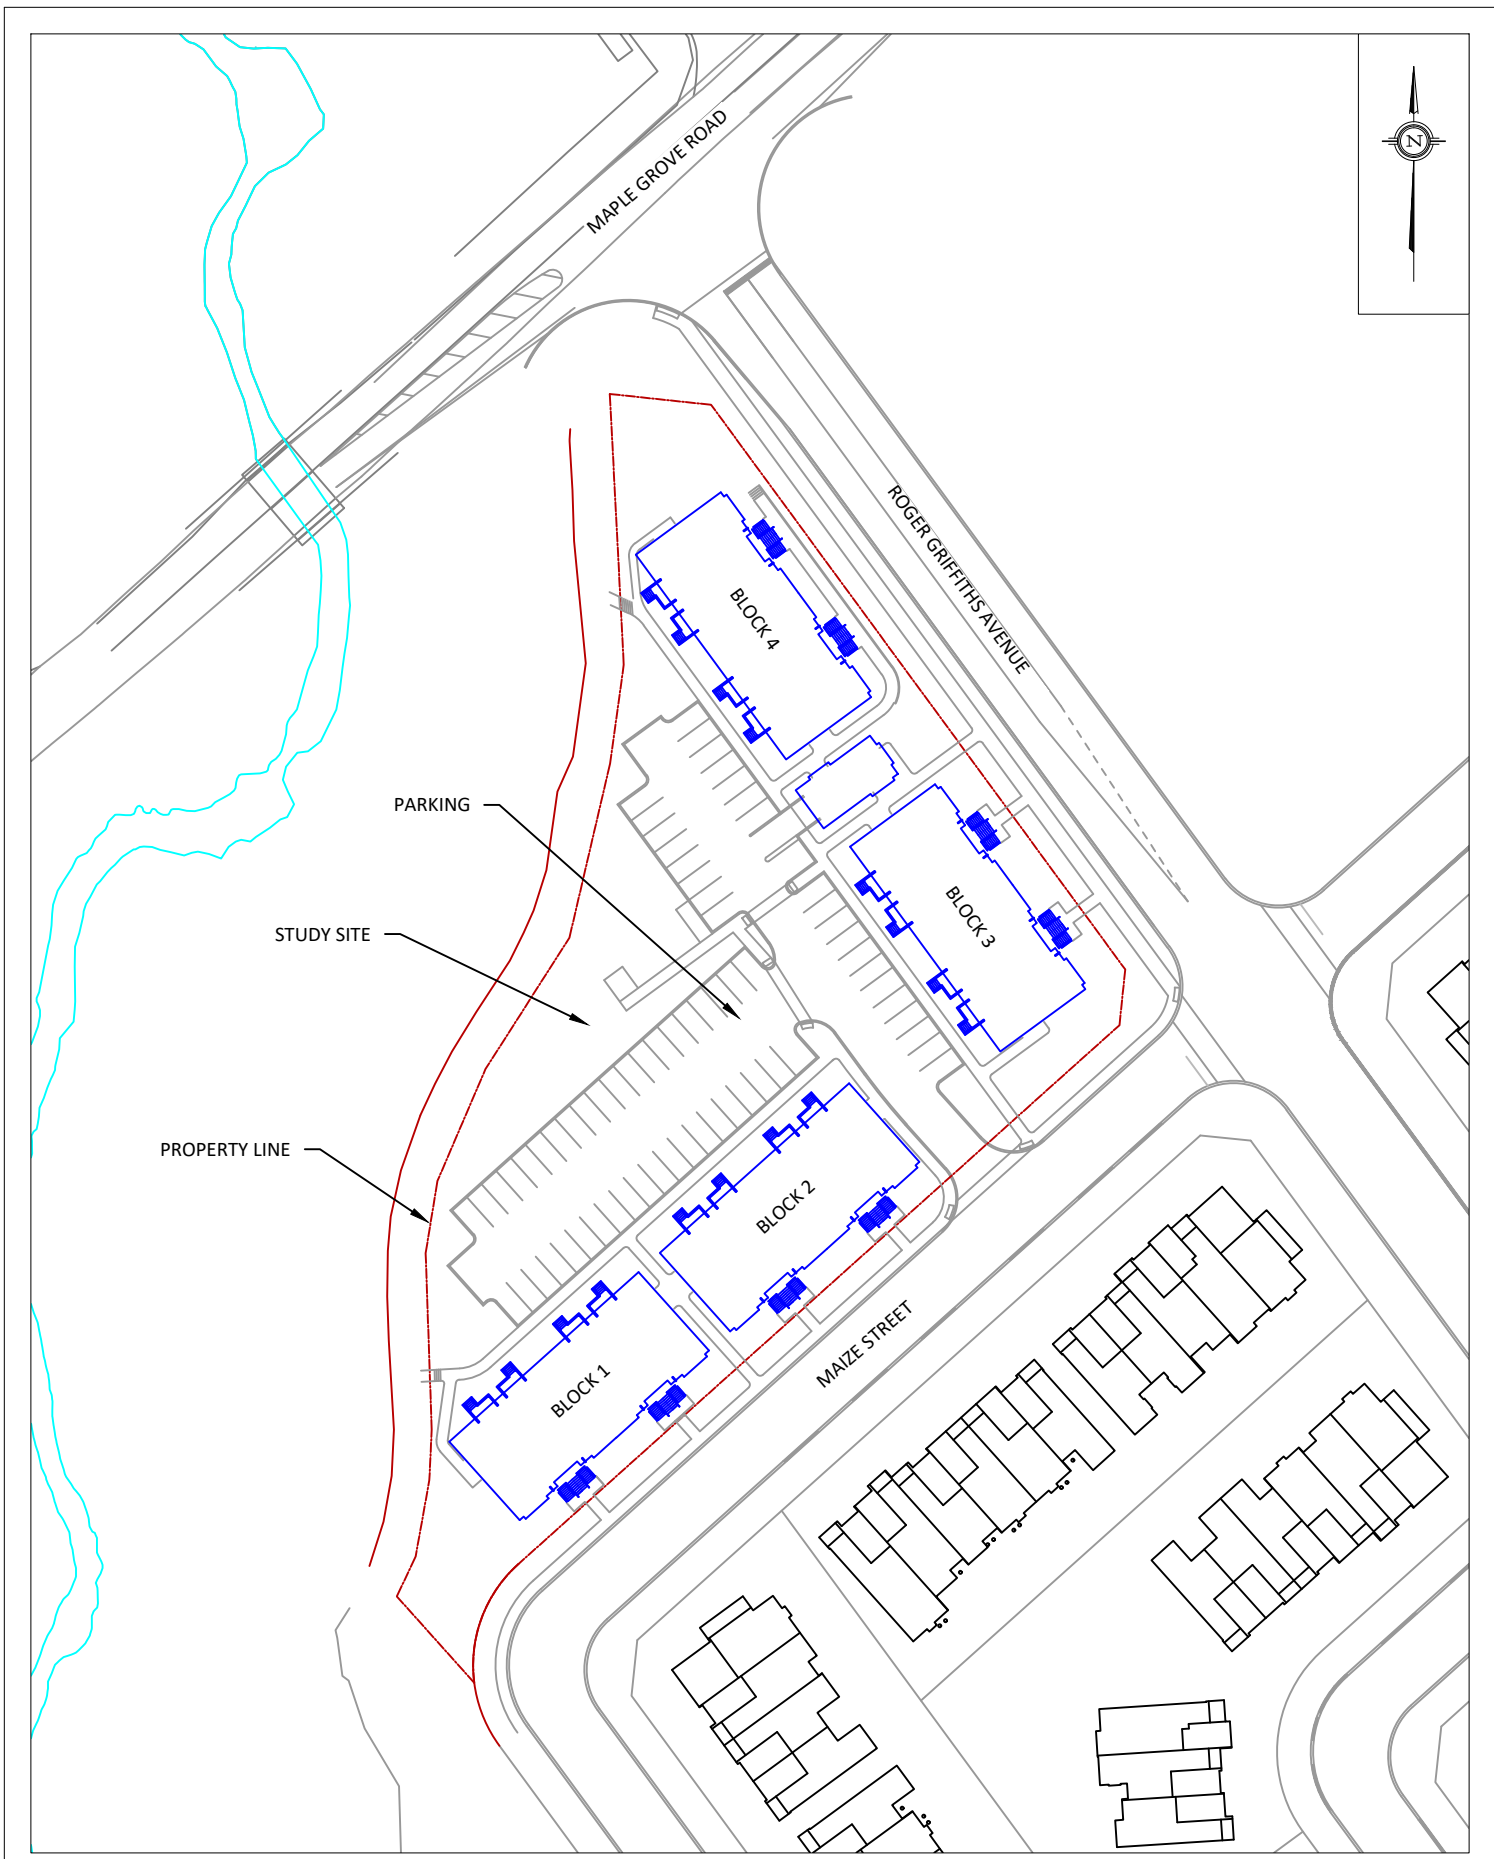 N
MAPLE GROVE ROAD
ROGER GRIFFITHS AVENUE
BLOCK 4
PARKING
BLOCK 3
STUDY SITE
PROPERTY LINE
BLOCK 2
MAIZE STREET
BLOCK 1